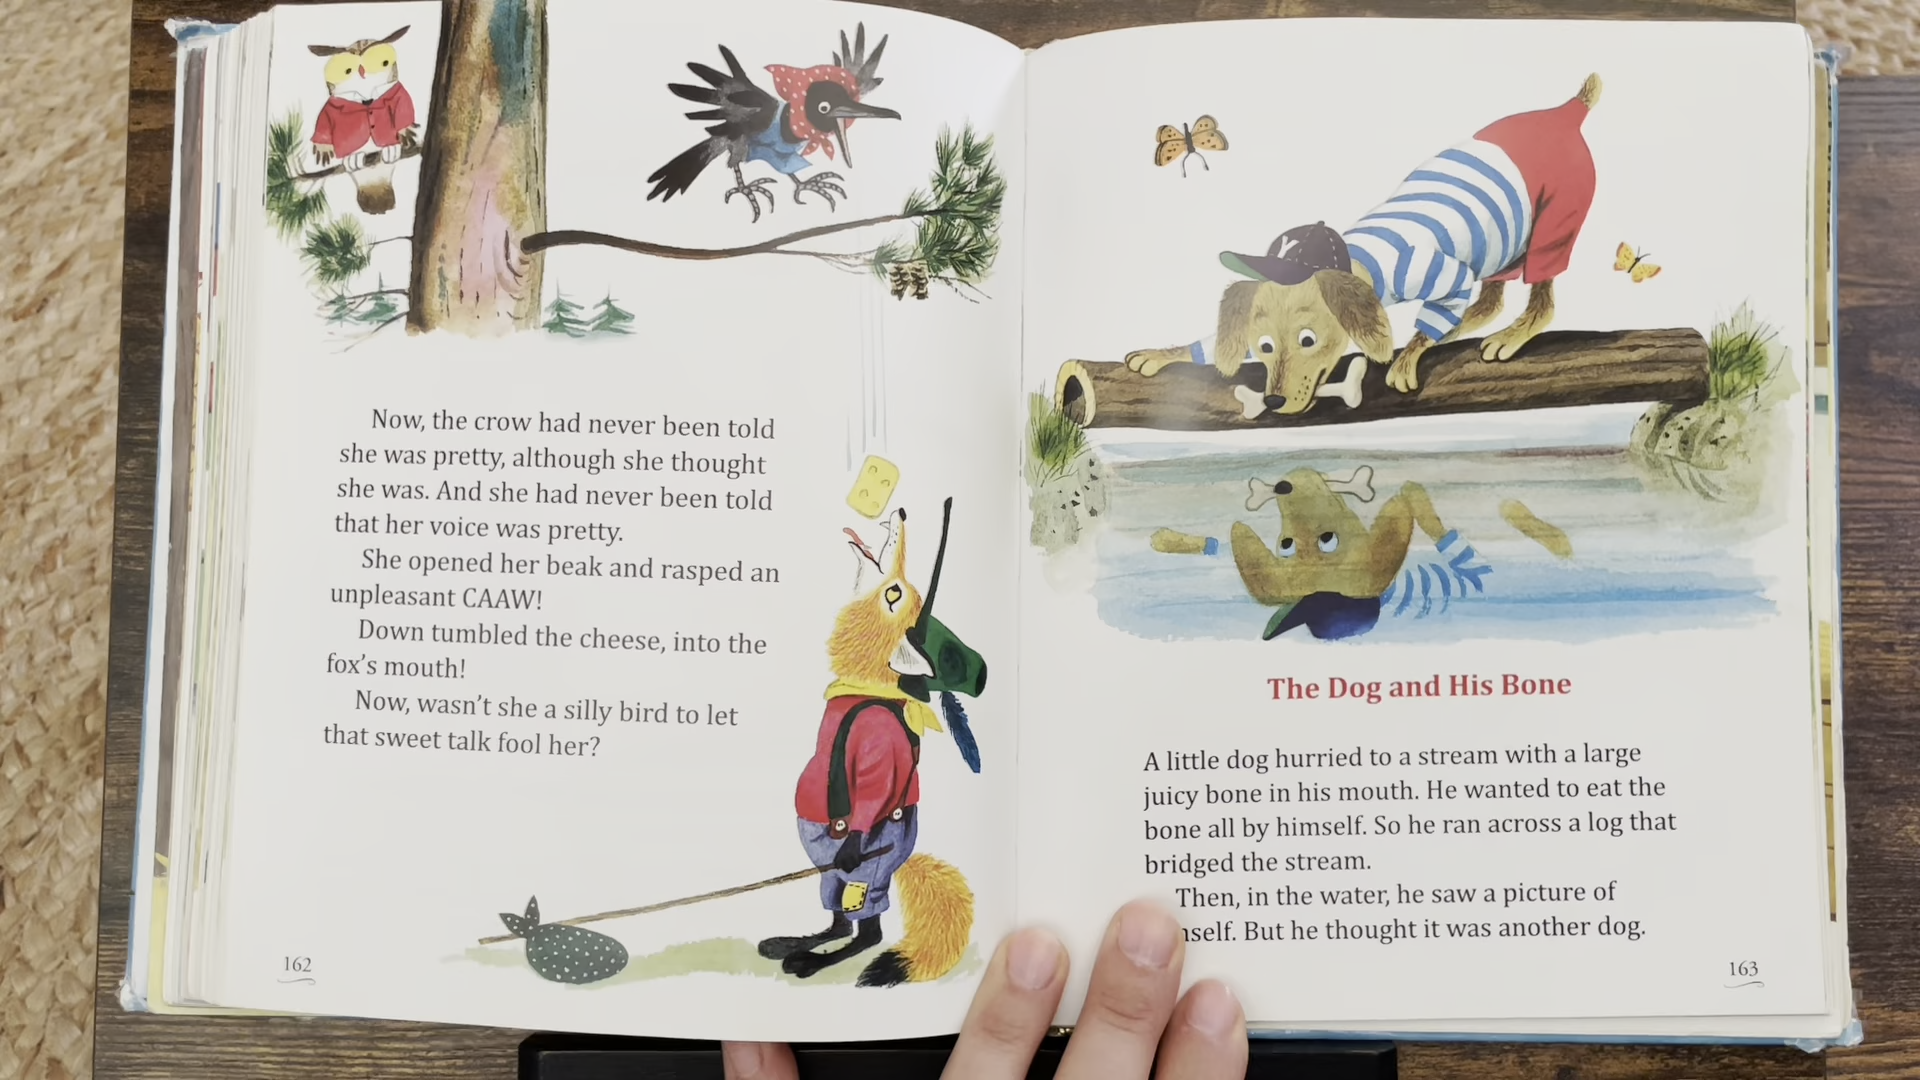 Now, the crow had never been told
she was pretty, although she thought
she was. And she had never been told
that her voice was pretty.
She opened her beak and rasped an
unpleasant CAAW!
Down tumbled the cheese, into the
fox's mouth!
Now, wasn't she a silly bird to let
that sweet talk fool her?
162
Y
The Dog and His Bone
A little dog hurried to a stream with a large
juicy bone in his mouth. He wanted to eat the
bone all by himself. So he ran across a log that
bridged the stream.
Then, in the water, he saw a picture of
nself. But he thought it was another dog.
163